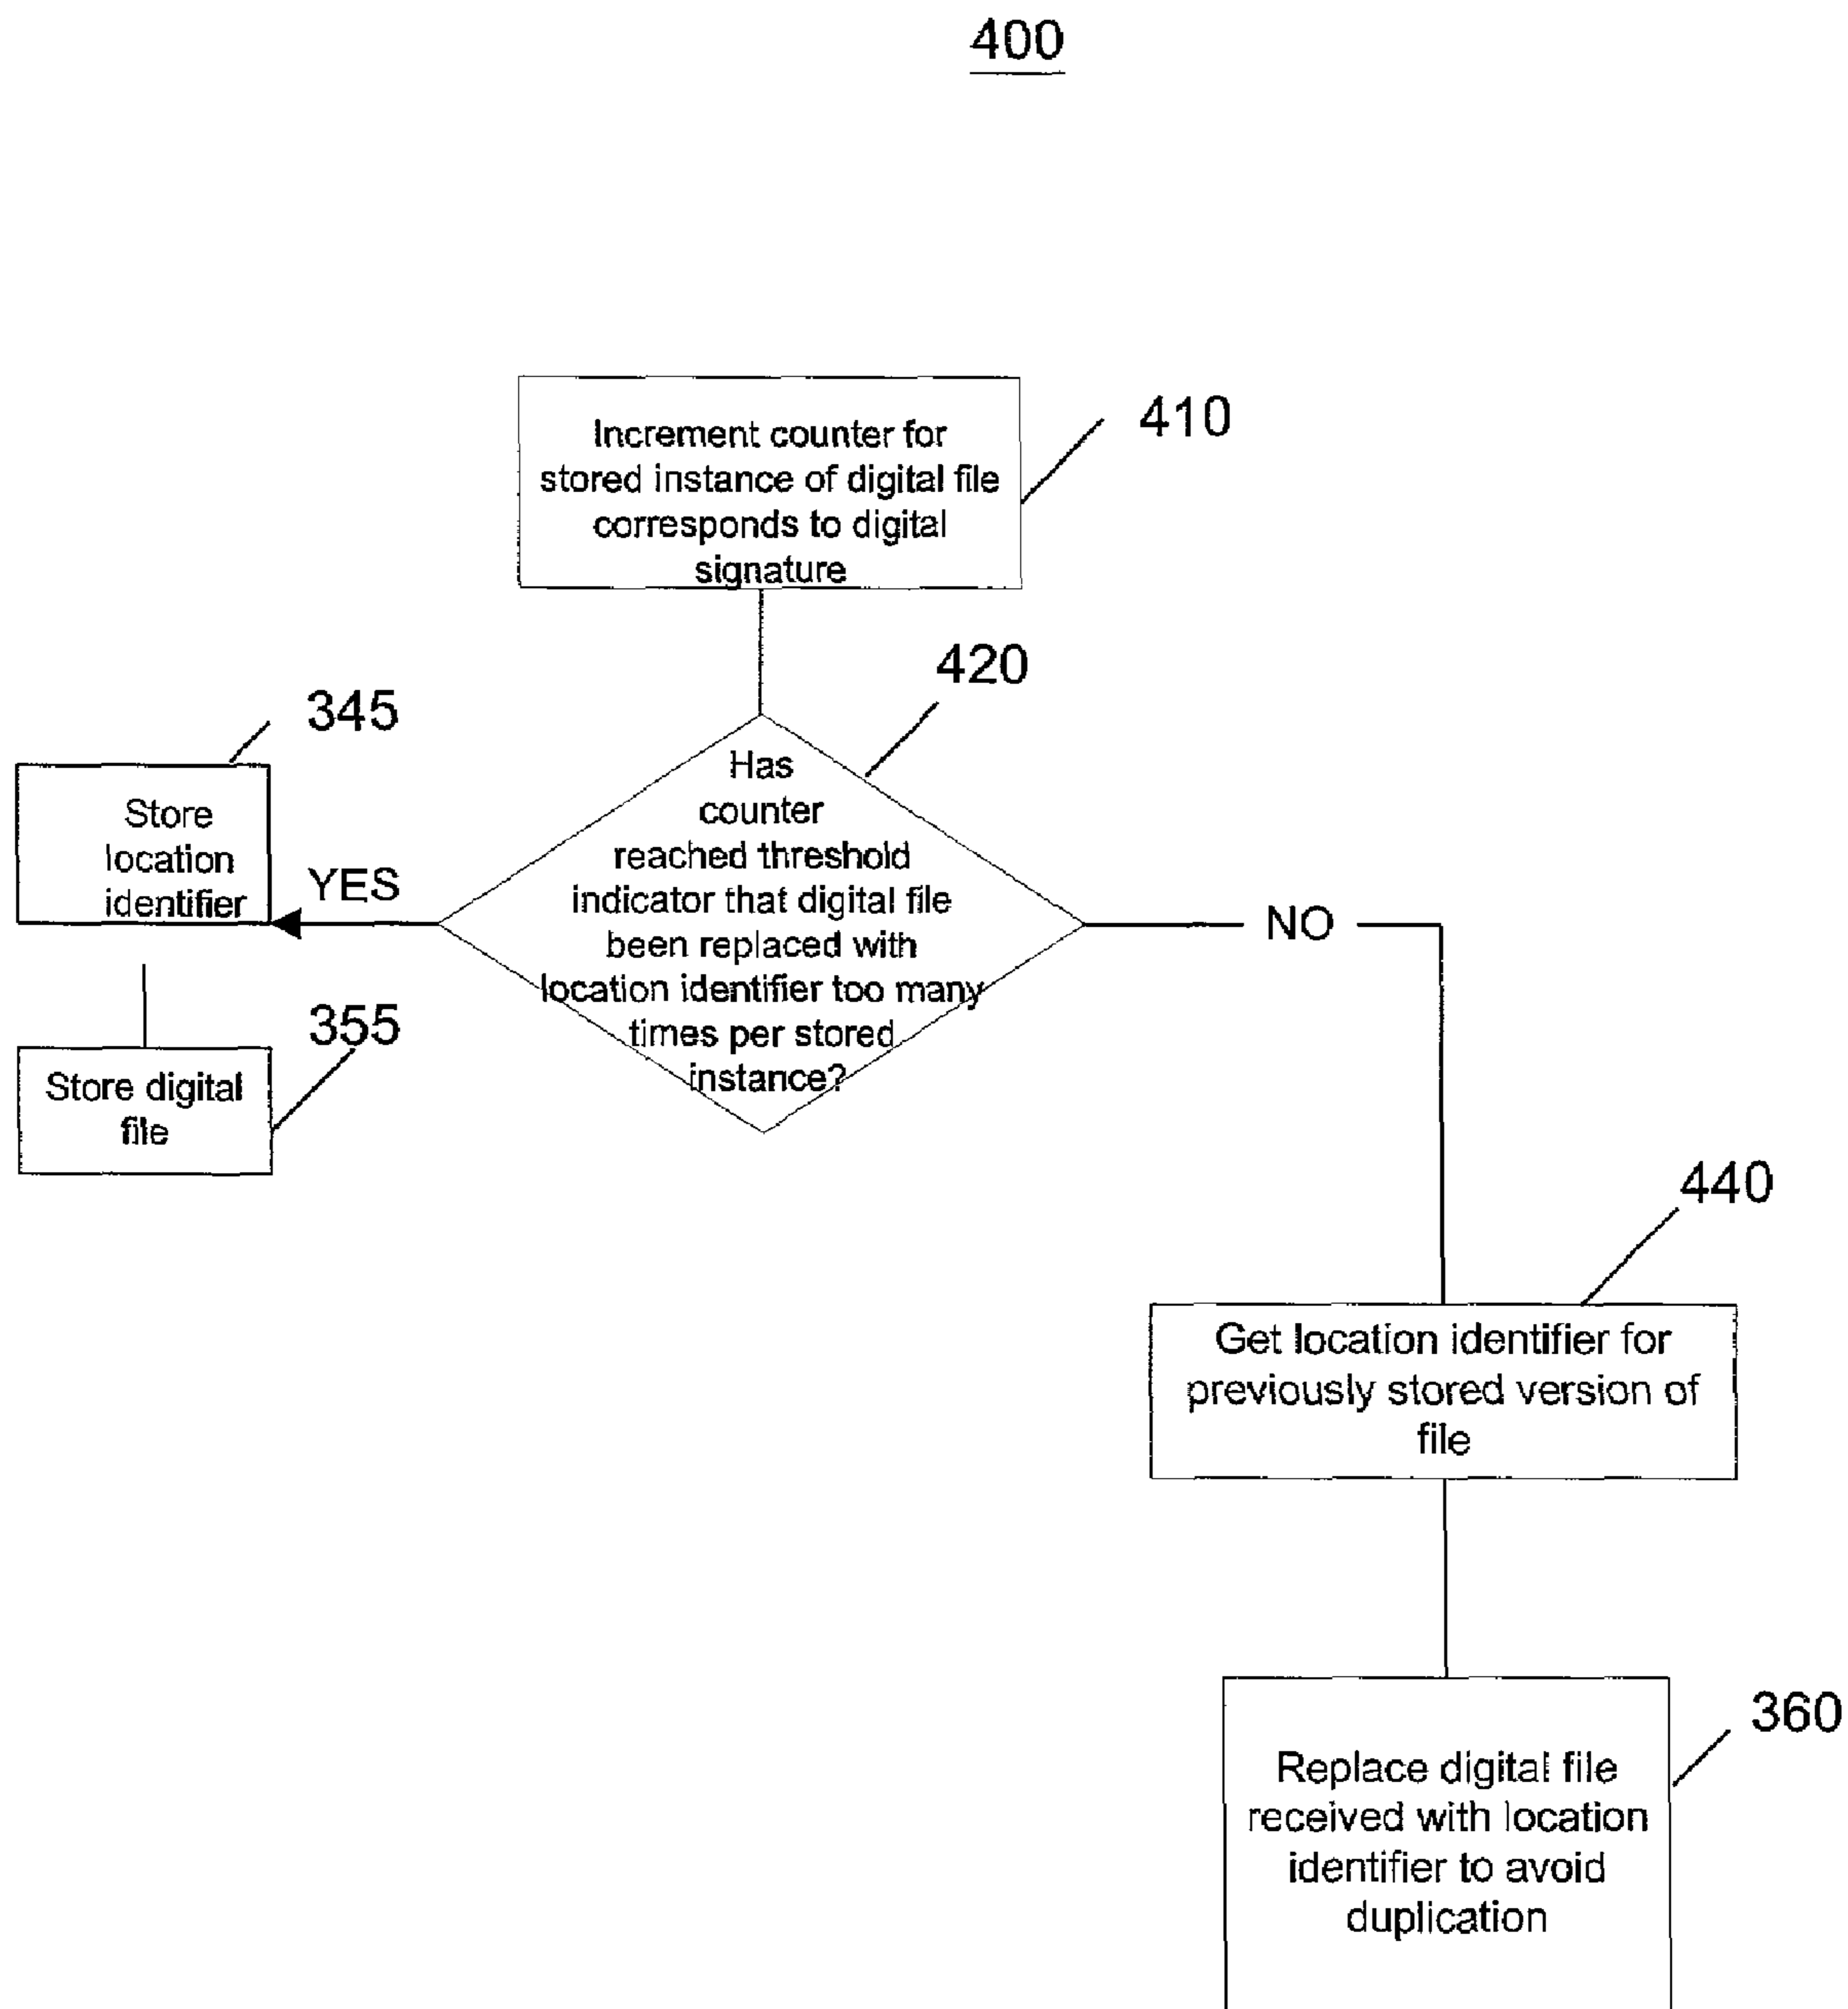 400
Increment counter for
stored instance of digital file
corresponds to digital
signature
410
420
Has
counter
reached threshold
indicator that digital file
been replaced with
location identifier too many
times per stored
instance?
345
Store
location
identifier
YES
355
Store digital
file
NO
440
Get location identifier for
previously stored version of
file
360
Replace digital file
received with location
identifier to avoid
duplication